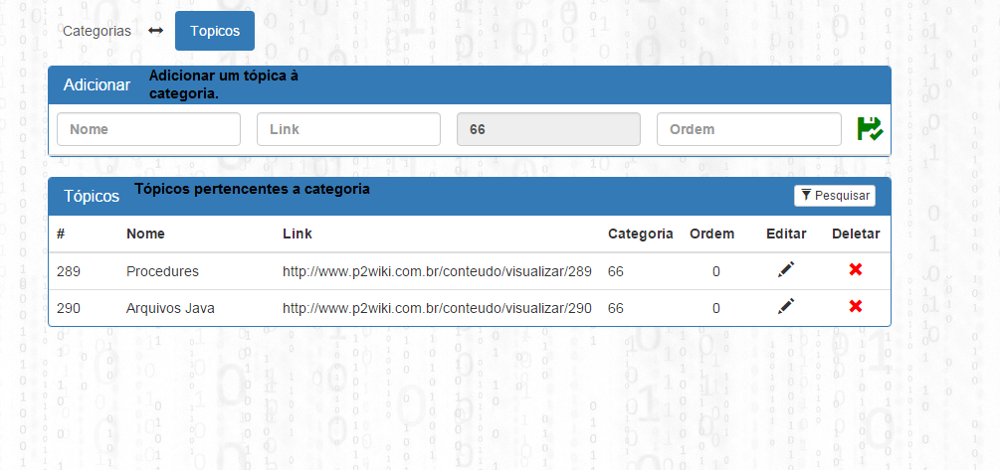 Categorias Topicos
Adicionar Adicionar um tópica à
categoria.
Nome Link 66 Ordem
Tópicos Tópicos pertencentes a categoria Pesquisar
# Nome Link Categoria Ordem Editar Deletar
289 Procedures http://www.p2wiki.com.br/conteudo/visualizar/289 66 0
290 Arquivos Java http://www.p2wiki.com.br/conteudo/visualizar/290 66 0